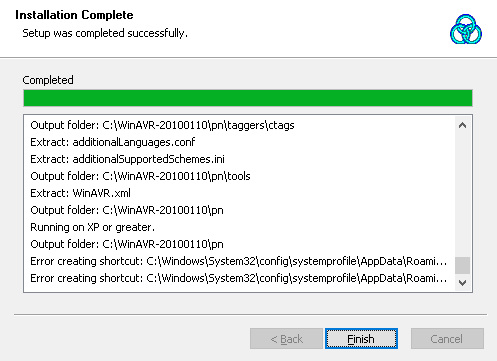 Installation Complete
Setup was completed successfully.
Completed
Output folder: C:\WinAVR-20100110\pn\taggers\ctags
Extract: additionalLanguages.conf
Extract: additionalSupportedSchemes.ini
Output folder: C:\WinAVR-20100110\pn\tools
Extract: WinAVR.xml
Output folder: C:\WinAVR-20100110\pn
Running on XP or greater.
Output folder: C:\WinAVR-20100110\pn
Error creating shortcut: C:\Windows\System32\config\systemprofile\AppData\Roami...
Error creating shortcut: C:\Windows\System32\config\systemprofile\AppData\Roami...
< Back Finish Cancel